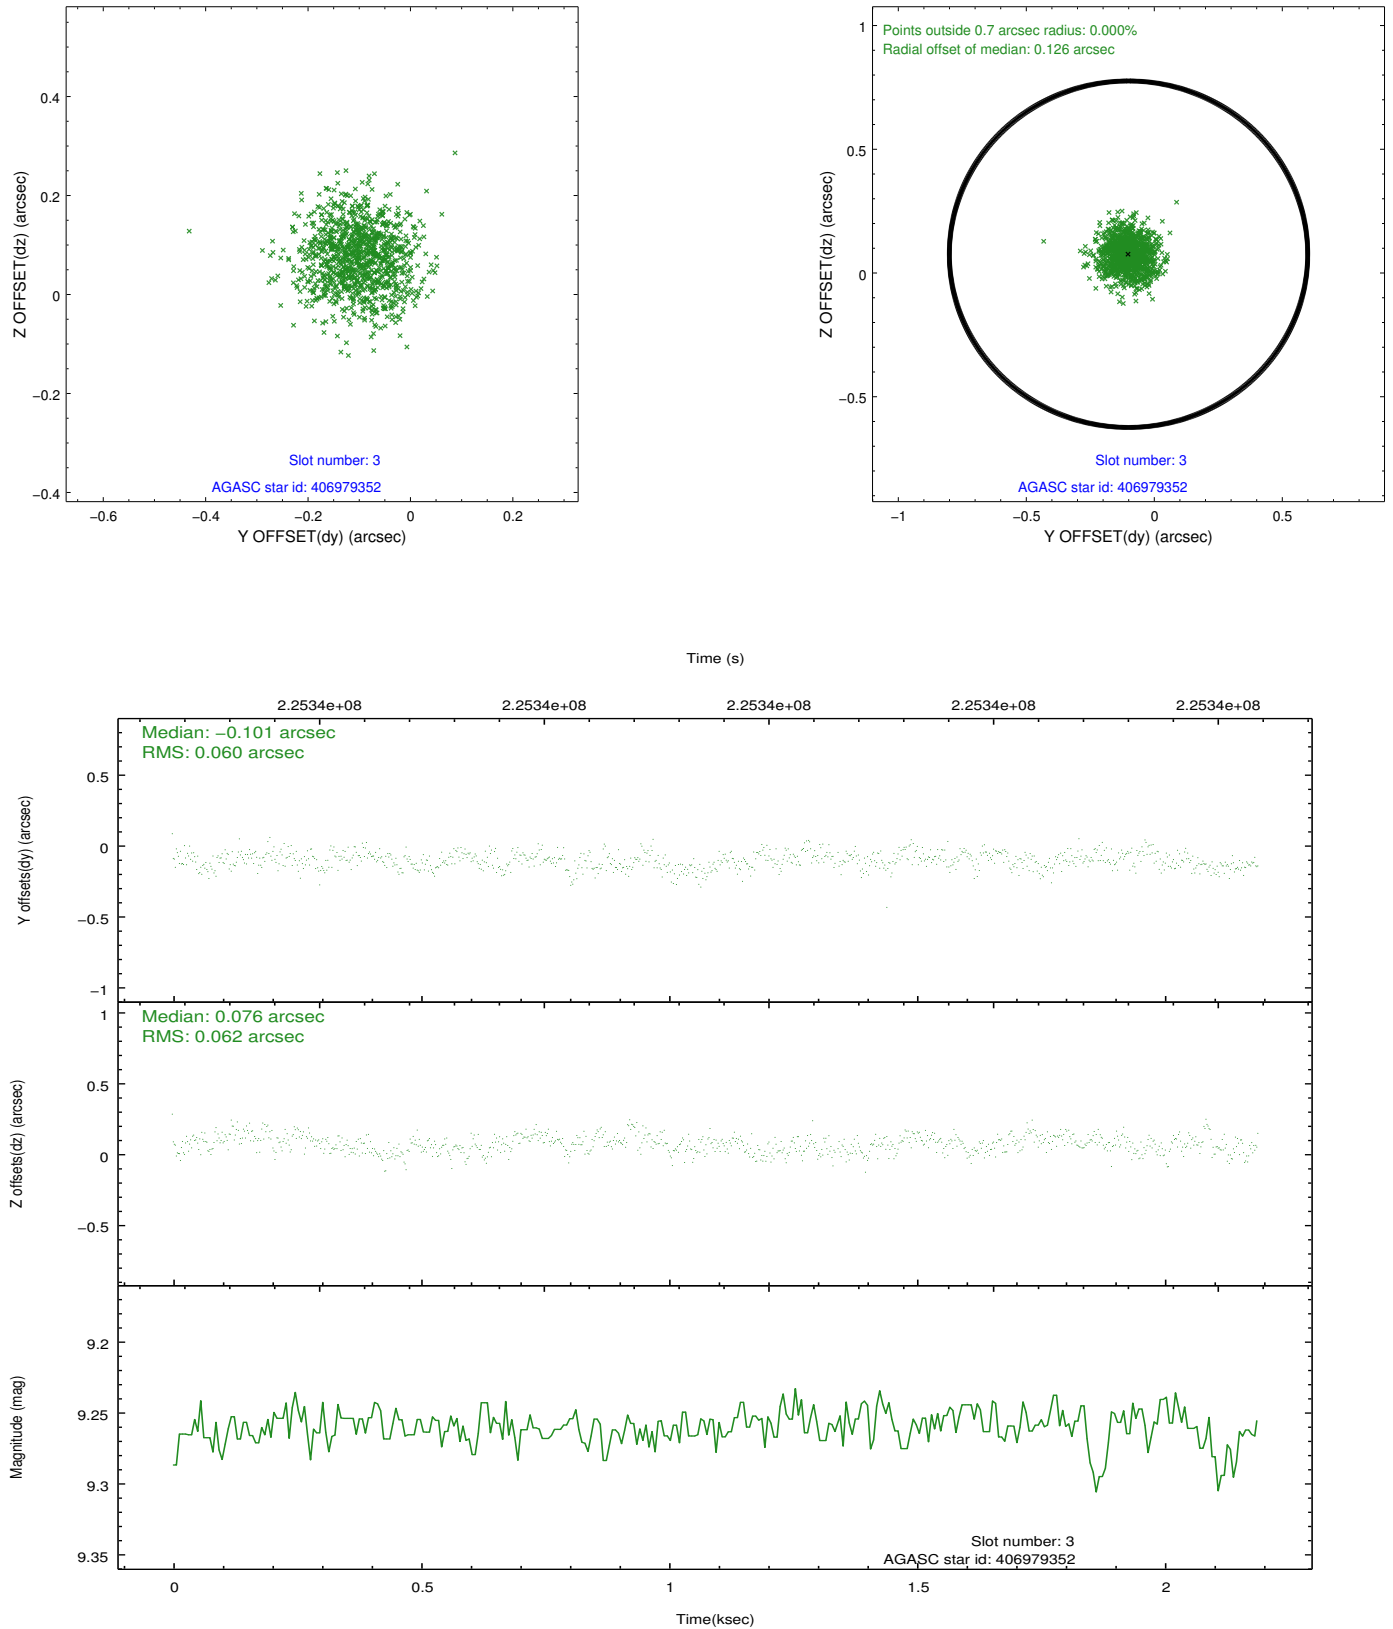 0.4
0.2
0
−0.2
−0.4
Z OFFSET(dz) (arcsec)
Slot number: 3
AGASC star id: 406979352
−0.6
−0.4
−0.2
0
0.2
Y OFFSET(dy) (arcsec)
Points outside 0.7 arcsec radius: 0.000%
Radial offset of median: 0.126 arcsec
1
0.5
0
−0.5
Z OFFSET(dz) (arcsec)
Slot number: 3
AGASC star id: 406979352
−1
−0.5
0
0.5
Y OFFSET(dy) (arcsec)
Time (s)
2.2534e+08
2.2534e+08
2.2534e+08
2.2534e+08
2.2534e+08
Median: −0.101 arcsec
RMS: 0.060 arcsec
0.5
0
−0.5
−1
Y offsets(dy) (arcsec)
Median: 0.076 arcsec
RMS: 0.062 arcsec
1
0.5
0
−0.5
Z offsets(dz) (arcsec)
9.2
9.25
9.3
9.35
Magnitude (mag)
Slot number: 3
AGASC star id: 406979352
0
0.5
1
1.5
2
Time(ksec)